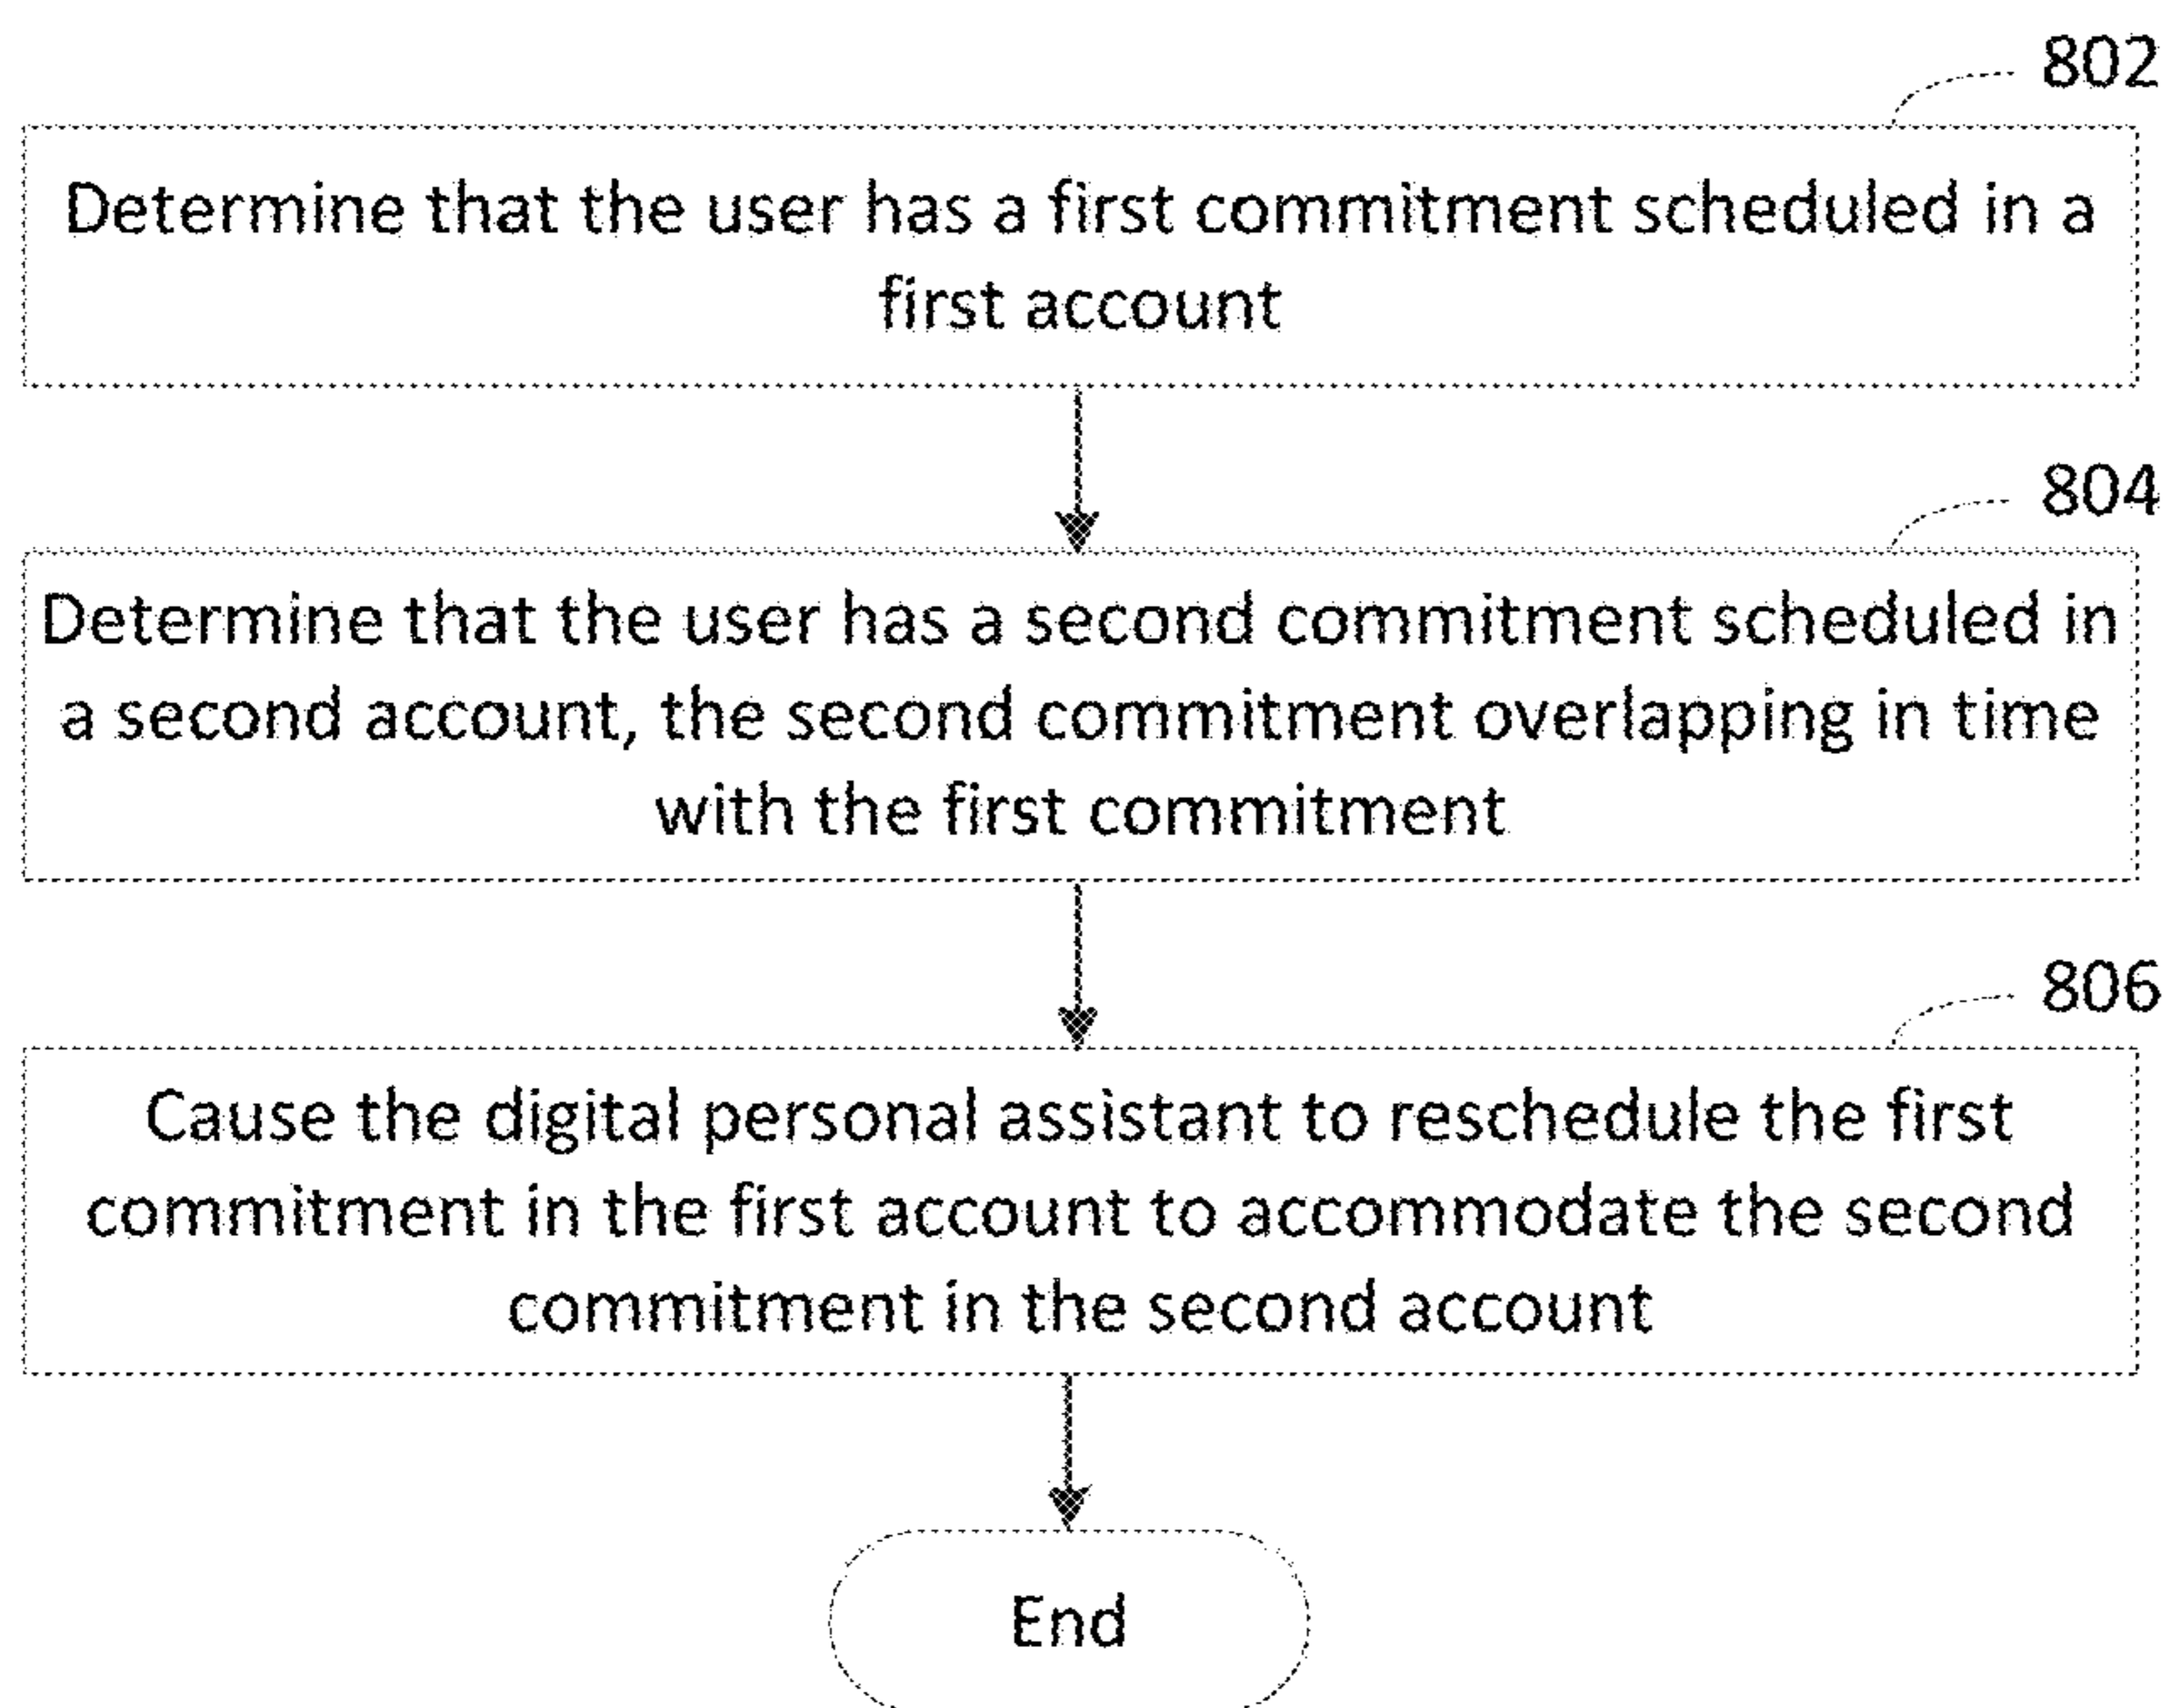 802
Determine that the user has a first commitment scheduled in a
first account
804
Determine that the user has a second commitment scheduled in
a second account, the second commitment overlapping in time
with the first commitment
806
Cause the digital personal assistant to reschedule the first
commitment in the first account to accommodate the second
commitment in the second account
End